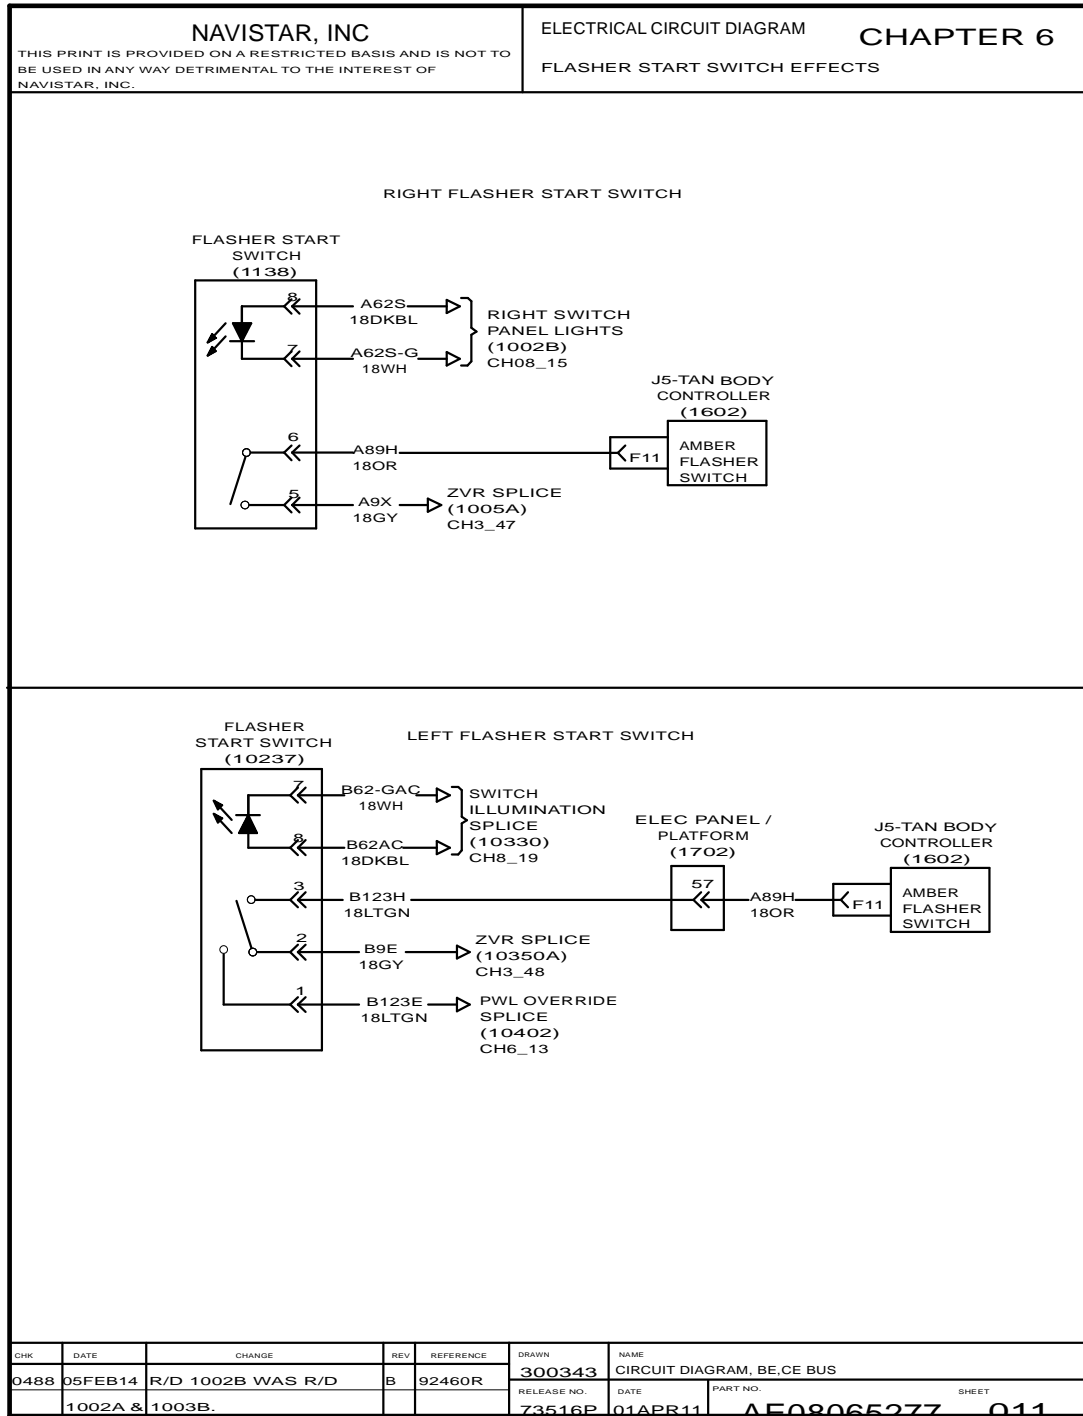 NAVISTAR, INC
THIS PRINT IS PROVIDED ON A RESTRICTED BASIS AND IS NOT TO
BE USED IN ANY WAY DETRIMENTAL TO THE INTEREST OF
NAVISTAR, INC.
ELECTRICAL CIRCUIT DIAGRAM
CHAPTER 6
FLASHER START SWITCH EFFECTS
RIGHT FLASHER START SWITCH
FLASHER START
SWITCH
(1138)
8
A62S
18DKBL
7
A62S-G
18WH
RIGHT SWITCH
PANEL LIGHTS
(1002B)
CH08_15
6
A89H
18OR
5
A9X
18GY
ZVR SPLICE
(1005A)
CH3_47
J5-TAN BODY
CONTROLLER
(1602)
F11
AMBER
FLASHER
SWITCH
LEFT FLASHER START SWITCH
FLASHER
START SWITCH
(10237)
7
B62-GAC
18WH
8
B62AC
18DKBL
SWITCH
ILLUMINATION
SPLICE
(10330)
CH8_19
3
B123H
18LTGN
2
B9E
18GY
ZVR SPLICE
(10350A)
CH3_48
1
B123E
18LTGN
PWL OVERRIDE
SPLICE
(10402)
CH6_13
ELEC PANEL /
PLATFORM
(1702)
57
A89H
18OR
J5-TAN BODY
CONTROLLER
(1602)
F11
AMBER
FLASHER
SWITCH
CHK DATE CHANGE REV REFERENCE
0488 05FEB14 R/D 1002B WAS R/D B 92460R
1002A & 1003B.
DRAWN
300343
NAME
CIRCUIT DIAGRAM, BE,CE BUS
RELEASE NO.
73516P
DATE
01APR11
PART NO.
AE08065277
SHEET
011